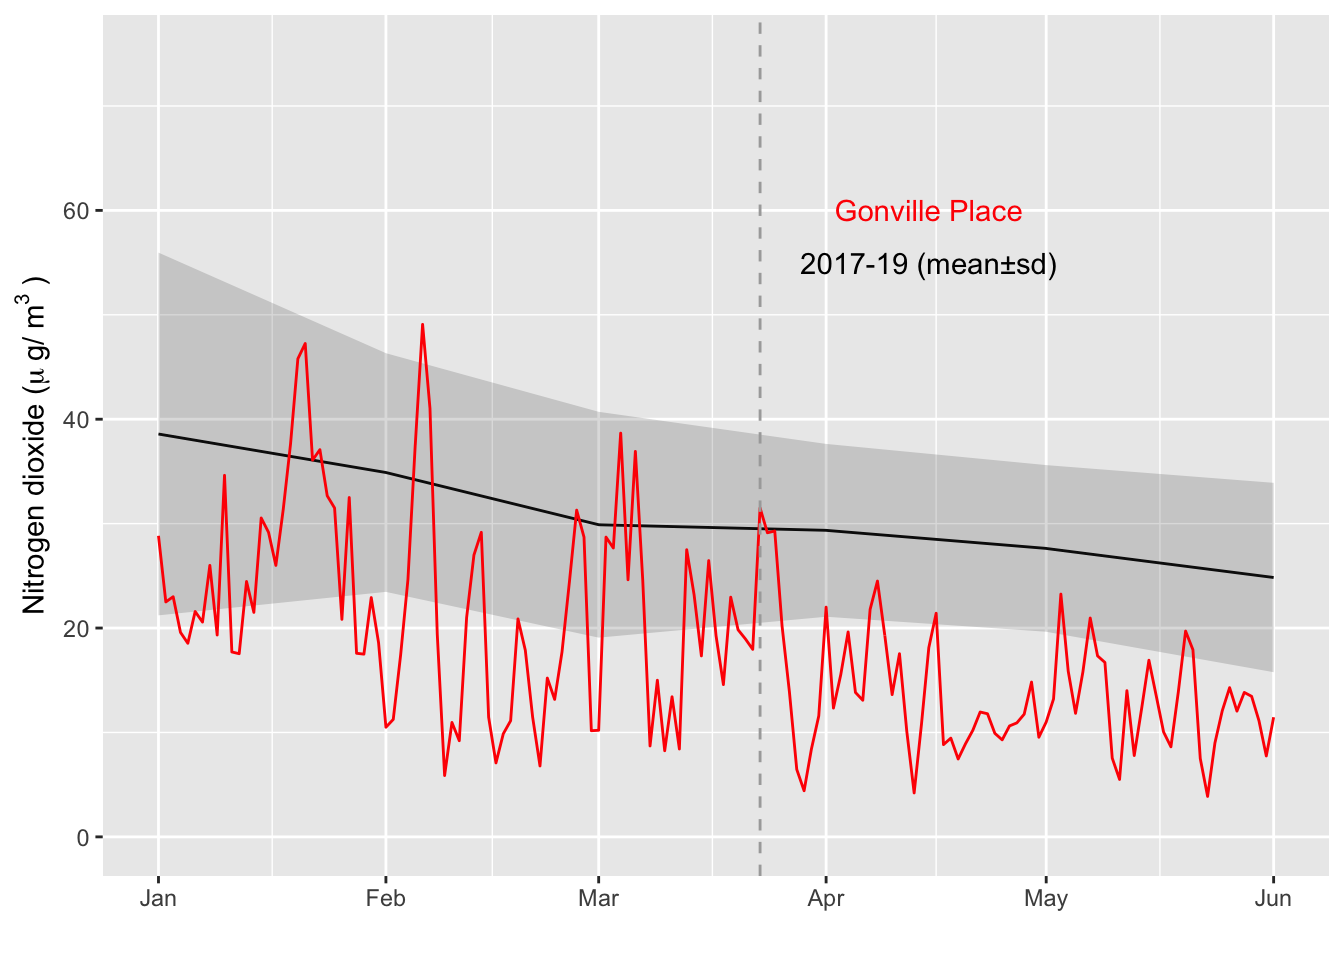 Nitrogen dioxide (μ g/ m³ )
60
40
20
0
Gonville Place
2017-19 (mean±sd)
Jan Feb Mar Apr May Jun